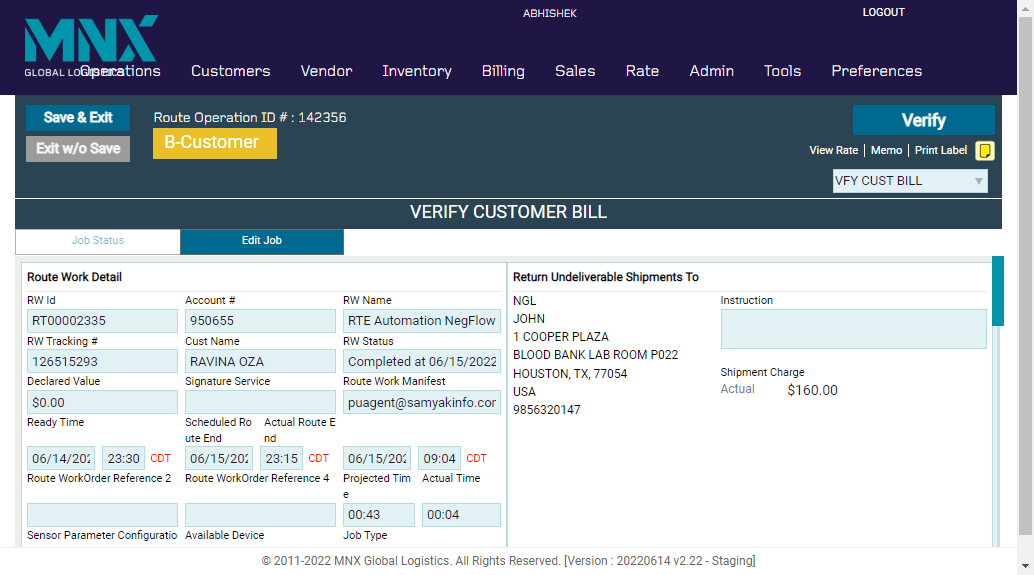 ABHISHEK LOGOUT
MNX
GLOBAL LOGISTICS
Operations Customers Vendor Inventory Billing Sales Rate Admin Tools Preferences
Save & Exit Route Operation ID # : 142356 Verify
Exit w/o Save B-Customer
View Rate | Memo | Print Label
VFY CUST BILL
VERIFY CUSTOMER BILL
Job Status Edit Job
Route Work Detail
RW Id Account # RW Name
RT00002335 950655 RTE Automation NegFlow
RW Tracking # Cust Name RW Status
126515293 RAVINA OZA Completed at 06/15/2022
Declared Value Signature Service Route Work Manifest
$0.00 puagent@samyakinfo.cor
Ready Time Scheduled Ro Actual Route E
ute End nd
06/14/202 23:30 CDT 06/15/202 23:15 CDT 06/15/202 09:04 CDT
Route WorkOrder Reference 2 Route WorkOrder Reference 4 Projected Tim Actual Time
e
00:43 00:04
Sensor Parameter Configuratio Available Device Job Type
Return Undeliverable Shipments To
NGL
JOHN
1 COOPER PLAZA
BLOOD BANK LAB ROOM P022
HOUSTON, TX, 77054
USA
9856320147
Instruction
Shipment Charge
Actual $160.00
© 2011-2022 MNX Global Logistics. All Rights Reserved. [Version : 20220614 v2.22 - Staging]